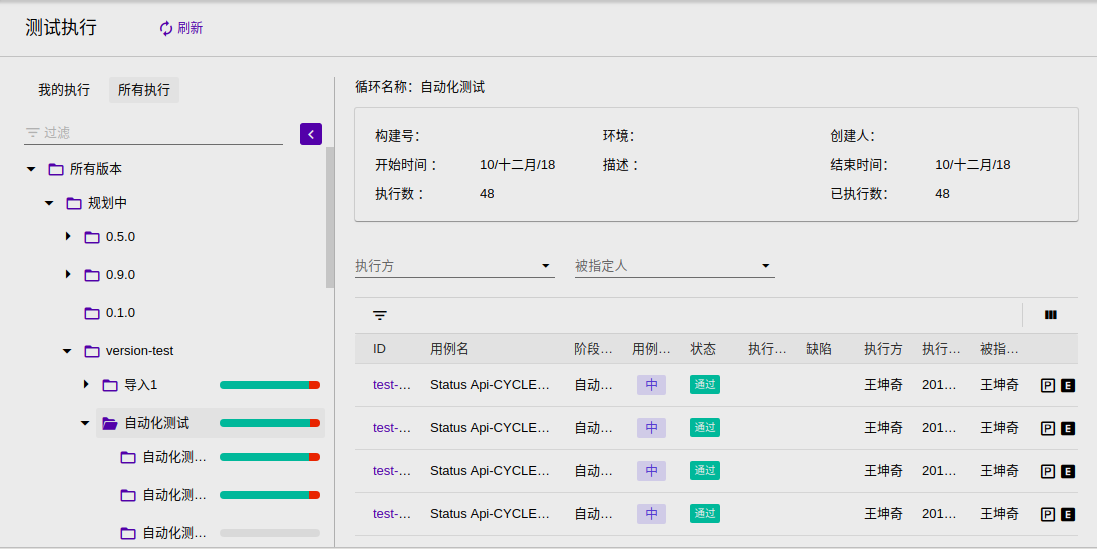 测试执行 刷新
我的执行 所有执行
过滤
所有版本
规划中
0.5.0
0.9.0
0.1.0
version-test
导入1
自动化测试
自动化测...
自动化测...
自动化测...
循环名称: 自动化测试
构建号: 环境: 创建人:
开始时间: 10/十二月/18 描述: 结束时间: 10/十二月/18
执行数: 48 已执行数: 48
执行方 被指定人
ID 用例名 阶段... 用例... 状态 执行... 缺陷 执行方 执行... 被指...
test-... Status Api-CYCLE... 自动... 中 通过 王坤奇 201... 王坤奇 P E
test-... Status Api-CYCLE... 自动... 中 通过 王坤奇 201... 王坤奇 P E
test-... Status Api-CYCLE... 自动... 中 通过 王坤奇 201... 王坤奇 P E
test-... Status Api-CYCLE... 自动... 中 通过 王坤奇 201... 王坤奇 P E